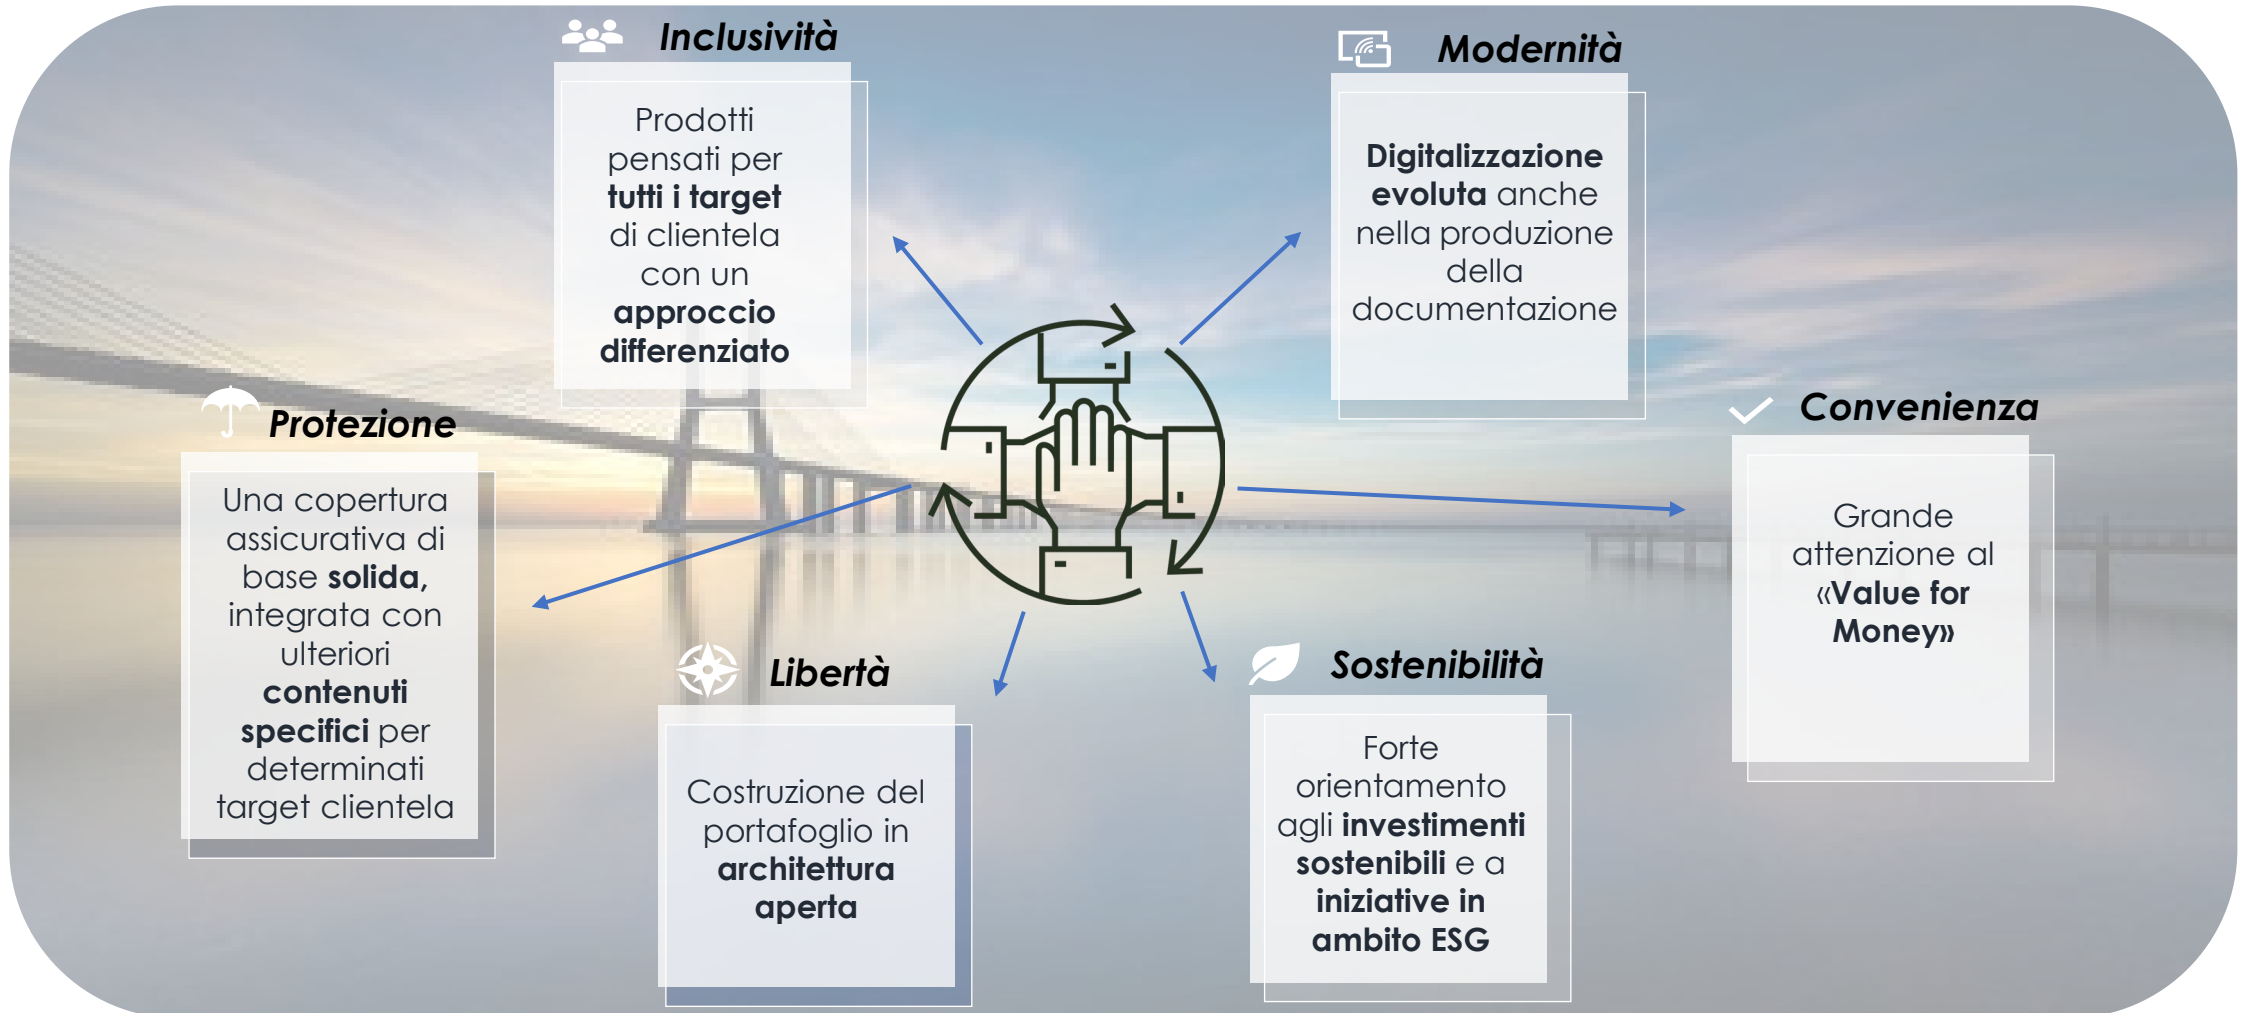 Inclusività
Prodotti
pensati per
tutti i target
di clientela
con un
approccio
differenziato
Modernità
Digitalizzazione
evoluta anche
nella produzione
della
documentazione
Protezione
Una copertura
assicurativa di
base solida,
integrata con
ulteriori
contenuti
specifici per
determinati
target clientela
Convenienza
Grande
attenzione al
«Value for
Money»
Libertà
Costruzione del
portafoglio in
architettura
aperta
Sostenibilità
Forte
orientamento
agli investimenti
sostenibili e a
iniziative in
ambito ESG